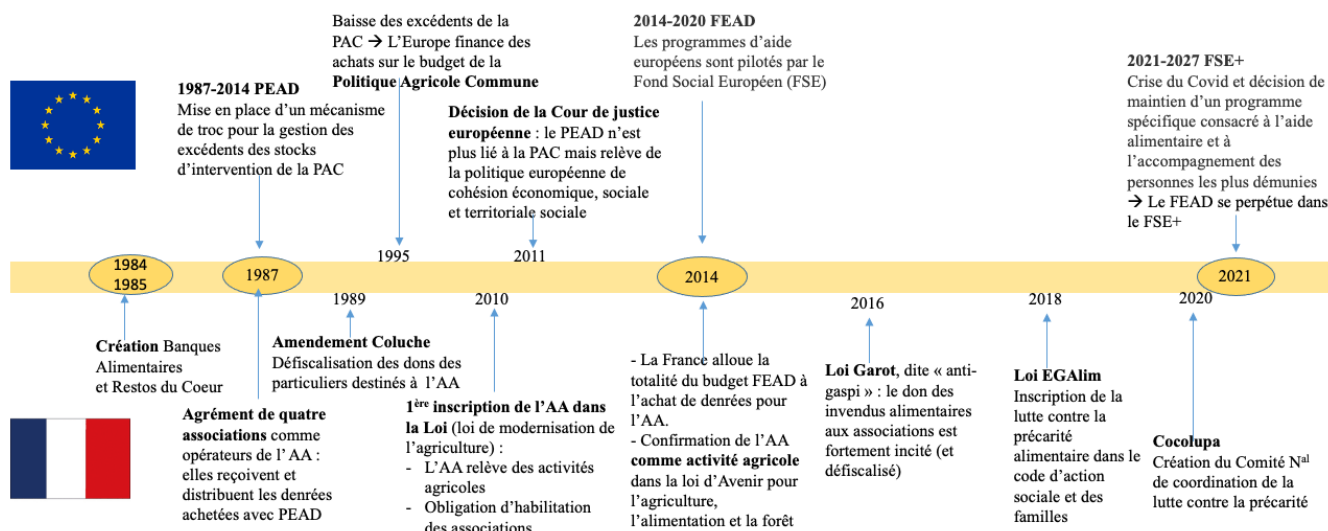 Baisse des excédents de la
PAC → L'Europe finance des
achats sur le budget de la
Politique Agricole Commune
2014-2020 FEAD
Les programmes d'aide
européens sont pilotés par le
Fond Social Européen (FSE)
2021-2027 FSE+
Crise du Covid et décision de
maintien d'un programme
spécifique consacré à l'aide
alimentaire et à
l'accompagnement des
personnes les plus démunies
→ Le FEAD se perpétue dans
le FSE+
1987-2014 PEAD
Mise en place d'un mécanisme
de troc pour la gestion des
excédents des stocks
d'intervention de la PAC
Décision de la Cour de justice
européenne : le PEAD n'est
plus lié à la PAC mais relève de
la politique européenne de
cohésion économique, sociale
et territoriale sociale
1984
1985
1987
1989
1995
2010
2011
2014
2016
2018
2020
2021
Création Banques
Alimentaires
et Restos du Coeur
Agrément de quatre
associations comme
opérateurs de l'AA :
elles reçoivent et
distribuent les denrées
achetées avec PEAD
Amendement Coluche
Défiscalisation des dons des
particuliers destinés à l'AA
1ère inscription de l'AA dans
la Loi (loi de modernisation de
l'agriculture) :
- L'AA relève des activités
agricoles
- Obligation d'habilitation
des associations
- La France alloue la
totalité du budget FEAD à
l'achat de denrées pour
l'AA.
- Confirmation de l'AA
comme activité agricole
dans la loi d'Avenir pour
l'agriculture,
l'alimentation et la forêt
Loi Garot, dite « anti-
gaspi » : le don des
invendus alimentaires
aux associations est
fortement incité (et
défiscalisé)
Loi EGAlim
Inscription de la
lutte contre la
précarité
alimentaire dans le
code d'action
sociale et des
familles
Cocolupa
Création du Comité Nal
de coordination de la
lutte contre la précarité